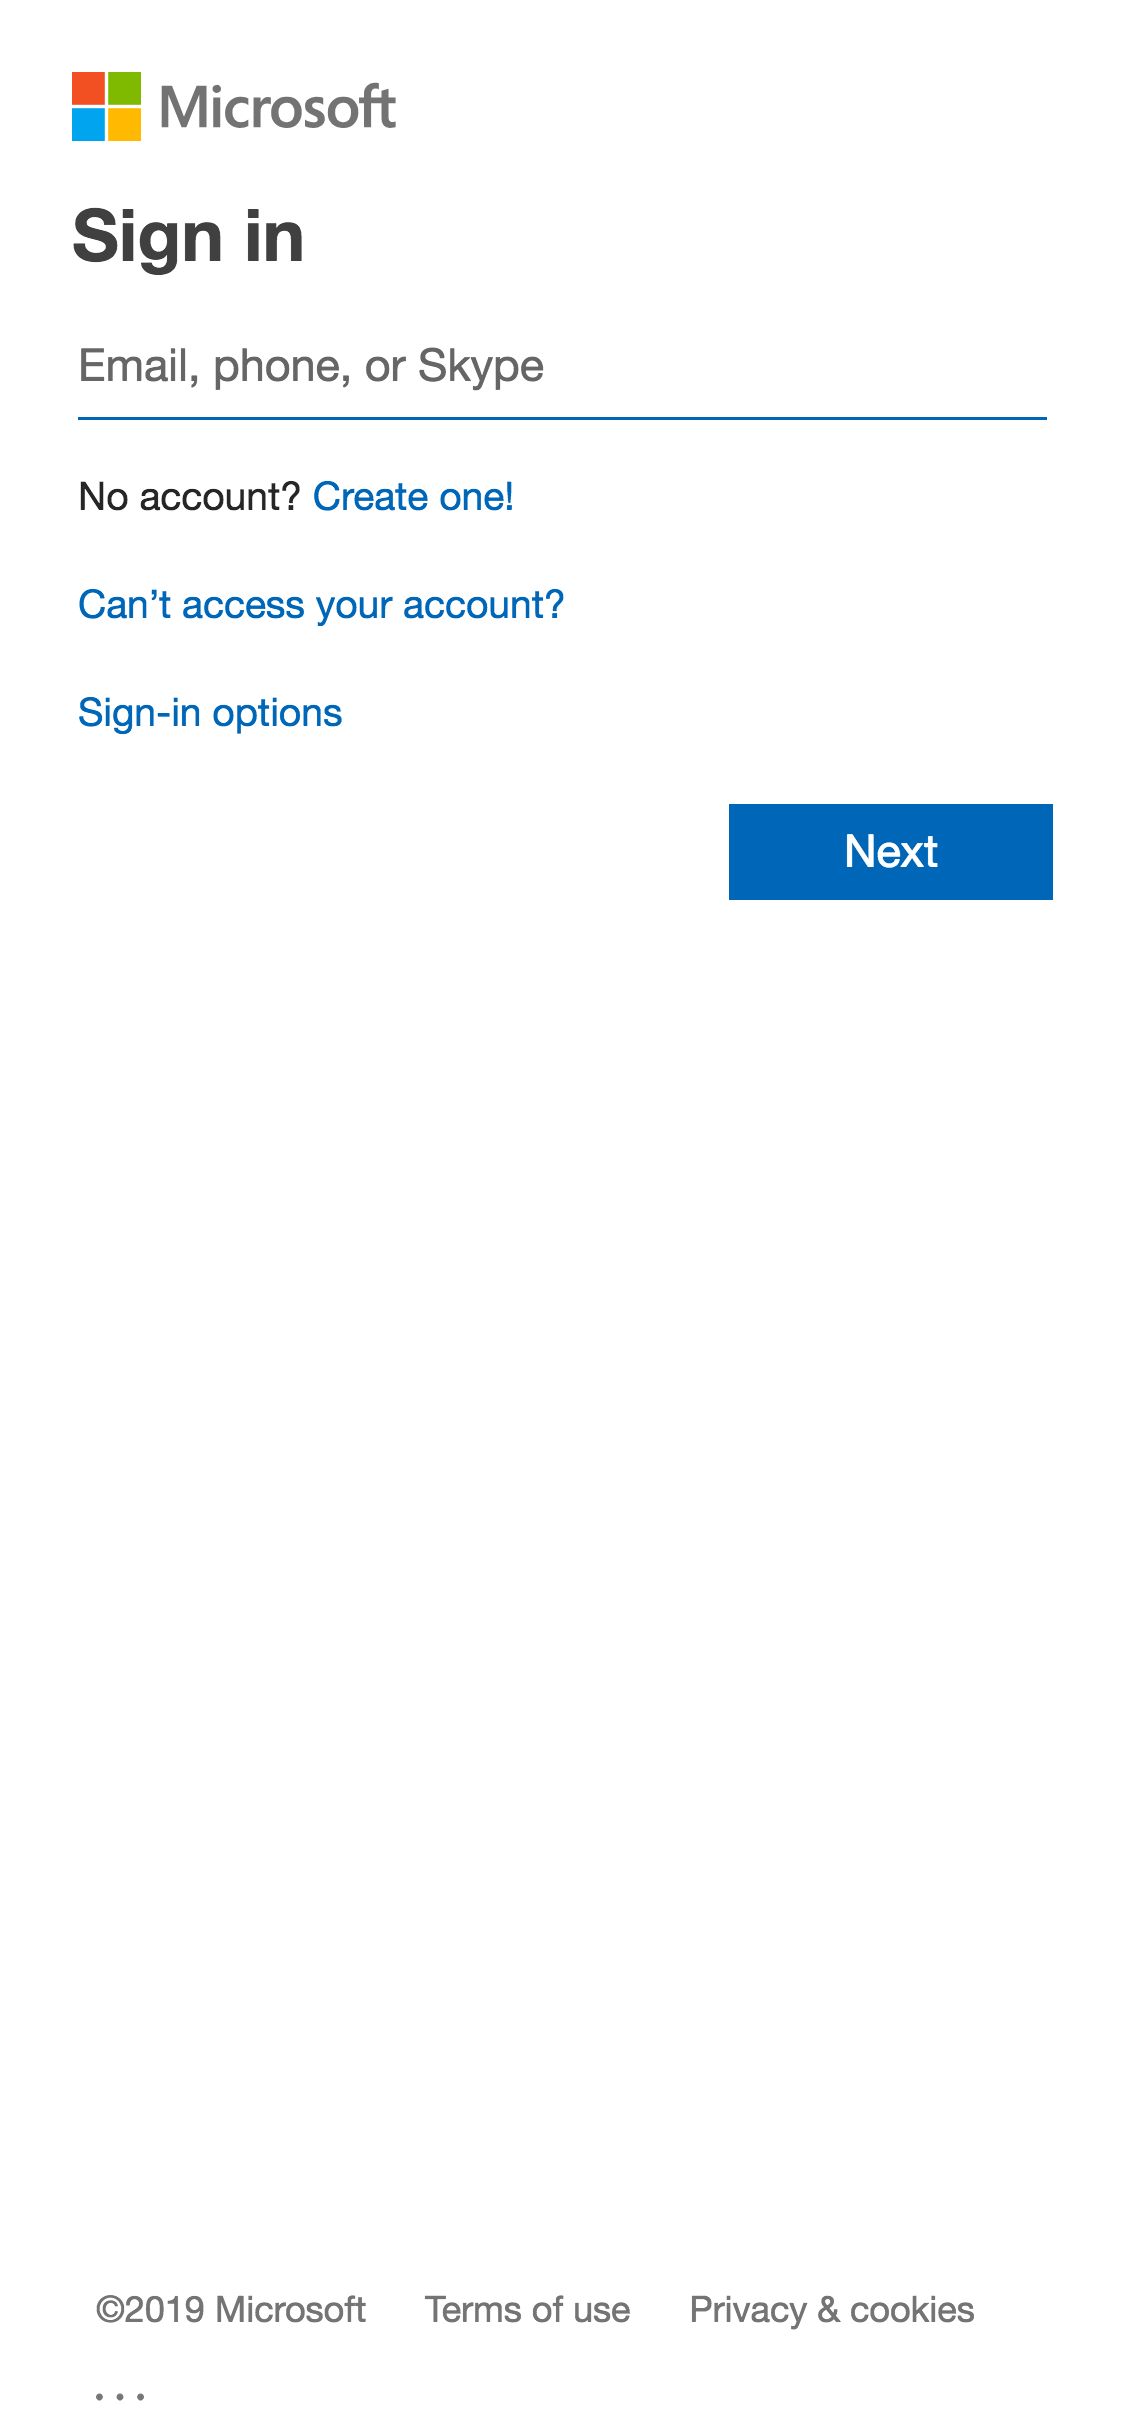 Microsoft
Sign in
Email, phone, or Skype
No account? Create one!
Can’t access your account?
Sign-in options
Next
©2019 Microsoft Terms of use Privacy & cookies
...